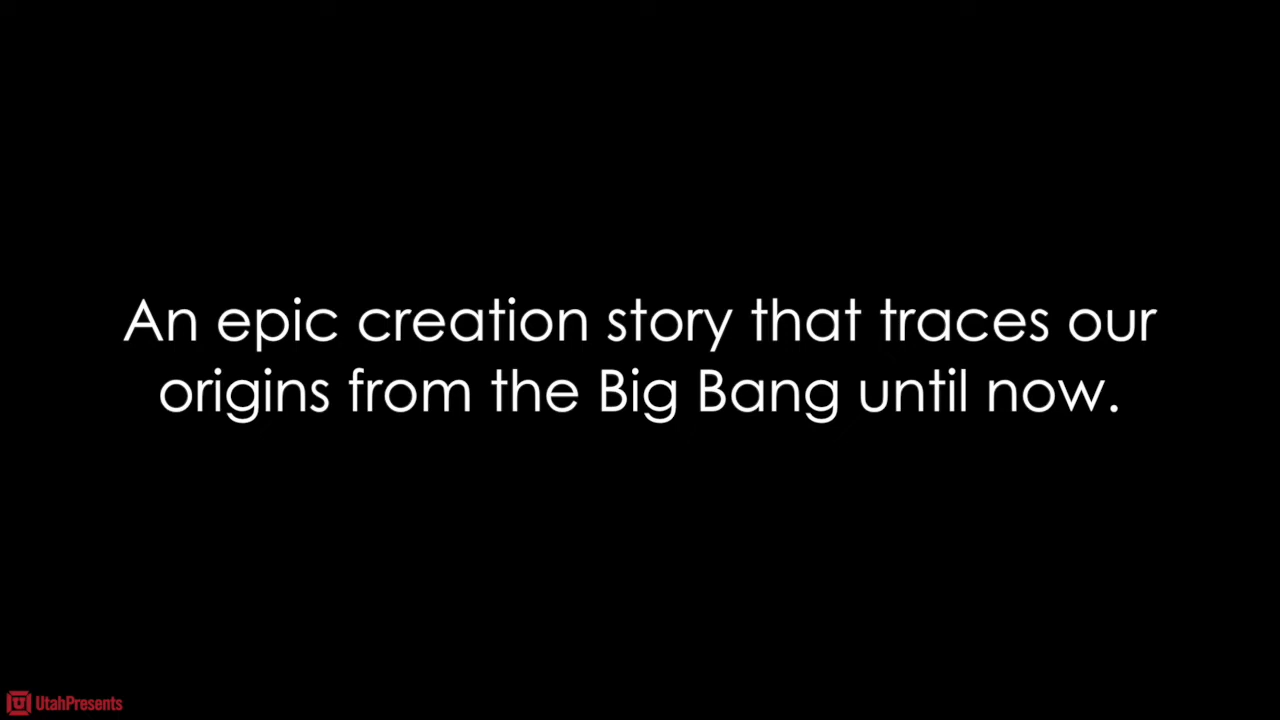 An epic creation story that traces our
origins from the Big Bang until now.
UtahPresents